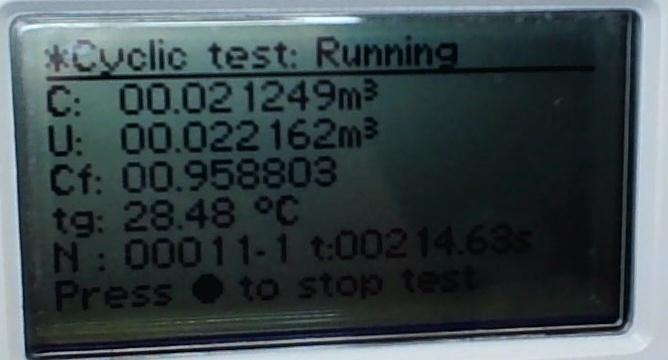 *Cyclic test: Running
C: 00.021249m³
U: 00.022162m³
Cf: 00.958803
tg: 28.48 °C
N : 00011-1 t:00214.63s
Press ● to stop test